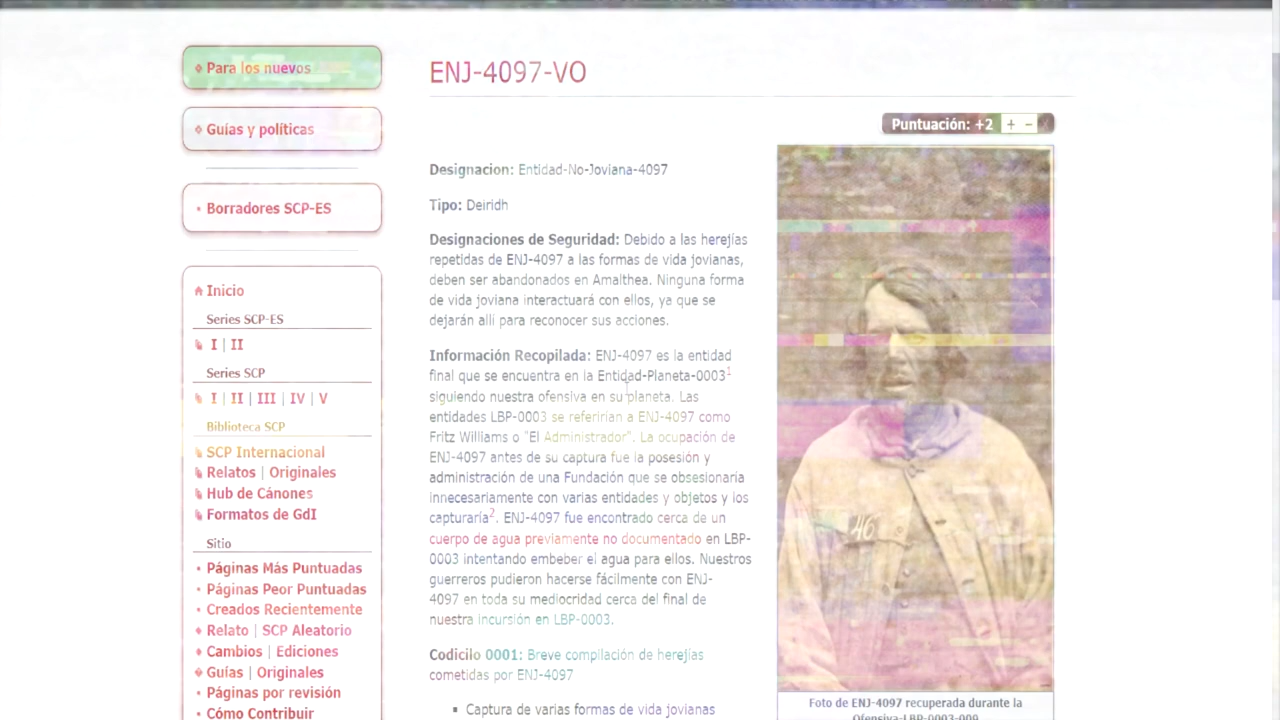 Para los nuevos
Guías y políticas
Borradores SCP-ES
Inicio
Series SCP-ES
I | II
Series SCP
I | II | III | IV | V
Biblioteca SCP
SCP Internacional
Relatos | Originales
Hub de Cánones
Formatos de GdI
Sitio
Páginas Más Puntuadas
Páginas Peor Puntuadas
Creados Recientemente
Relato | SCP Aleatorio
Cambios | Ediciones
Guías | Originales
Páginas por revisión
Cómo Contribuir
ENJ-4097-VO
Puntuación: +2 + –
Designacion: Entidad-No-Joviana-4097
Tipo: Deiridh
Designaciones de Seguridad: Debido a las herejías
repetidas de ENJ-4097 a las formas de vida jovianas,
deben ser abandonados en Amalthea. Ninguna forma
de vida joviana interactuará con ellos, ya que se
dejarán allí para reconocer sus acciones.
Información Recopilada: ENJ-4097 es la entidad
final que se encuentra en la Entidad-Planeta-0003¹
siguiendo nuestra ofensiva en su planeta. Las
entidades LBP-0003 se referirían a ENJ-4097 como
Fritz Williams o "El Administrador". La ocupación de
ENJ-4097 antes de su captura fue la posesión y
administración de una Fundación que se obsesionaría
innecesariamente con varias entidades y objetos y los
capturaría². ENJ-4097 fue encontrado cerca de un
cuerpo de agua previamente no documentado en LBP-
0003 intentando embeber el agua para ellos. Nuestros
guerreros pudieron hacerse fácilmente con ENJ-
4097 en toda su mediocridad cerca del final de
nuestra incursión en LBP-0003.
Codicilo 0001: Breve compilación de herejías
cometidas por ENJ-4097
▪ Captura de varias formas de vida jovianas
46
Foto de ENJ-4097 recuperada durante la
Ofensiva-LBP-0003-009